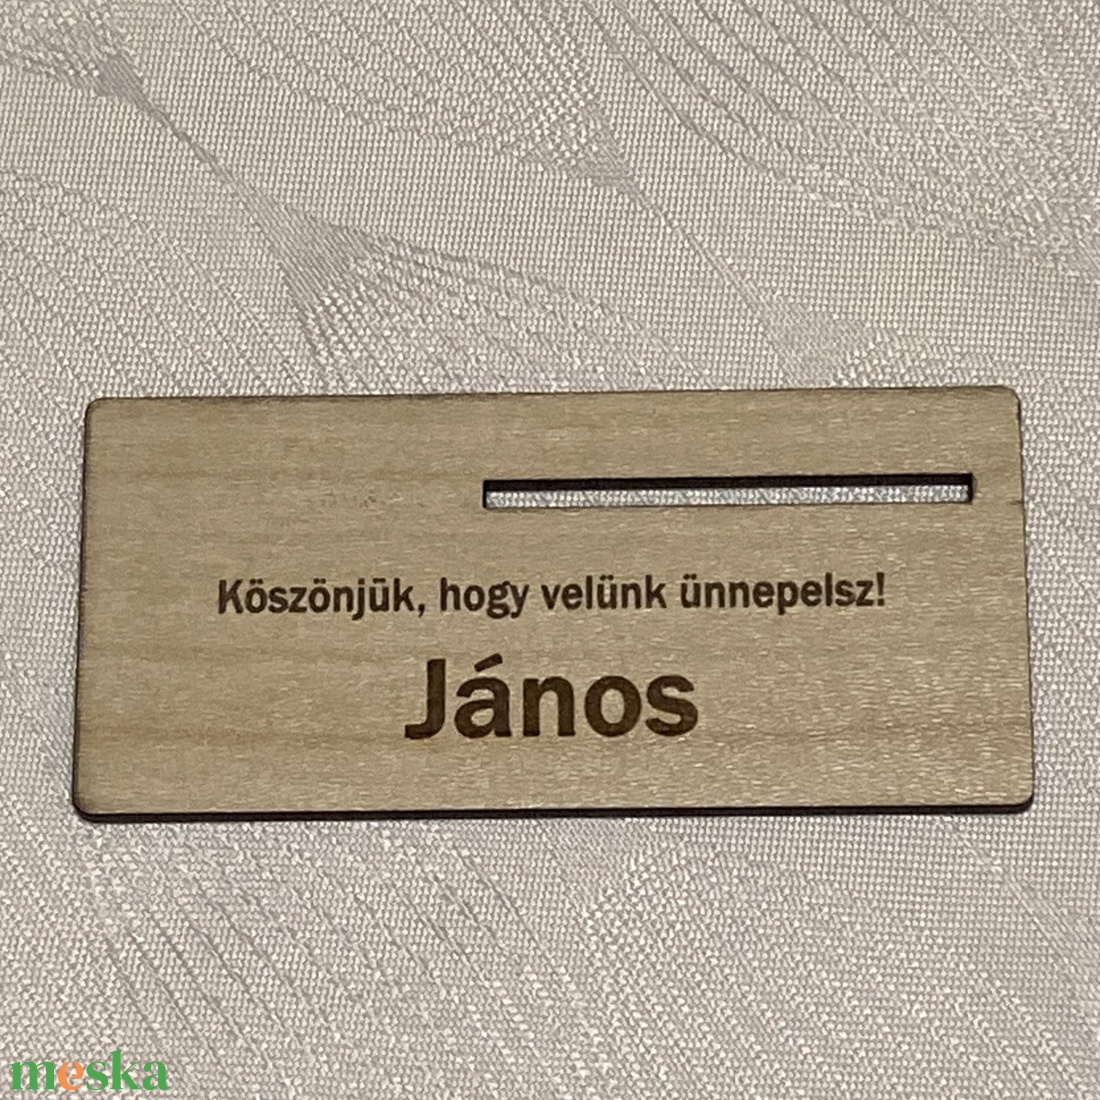 Köszönjük, hogy velünk ünnepelsz!
János
meska